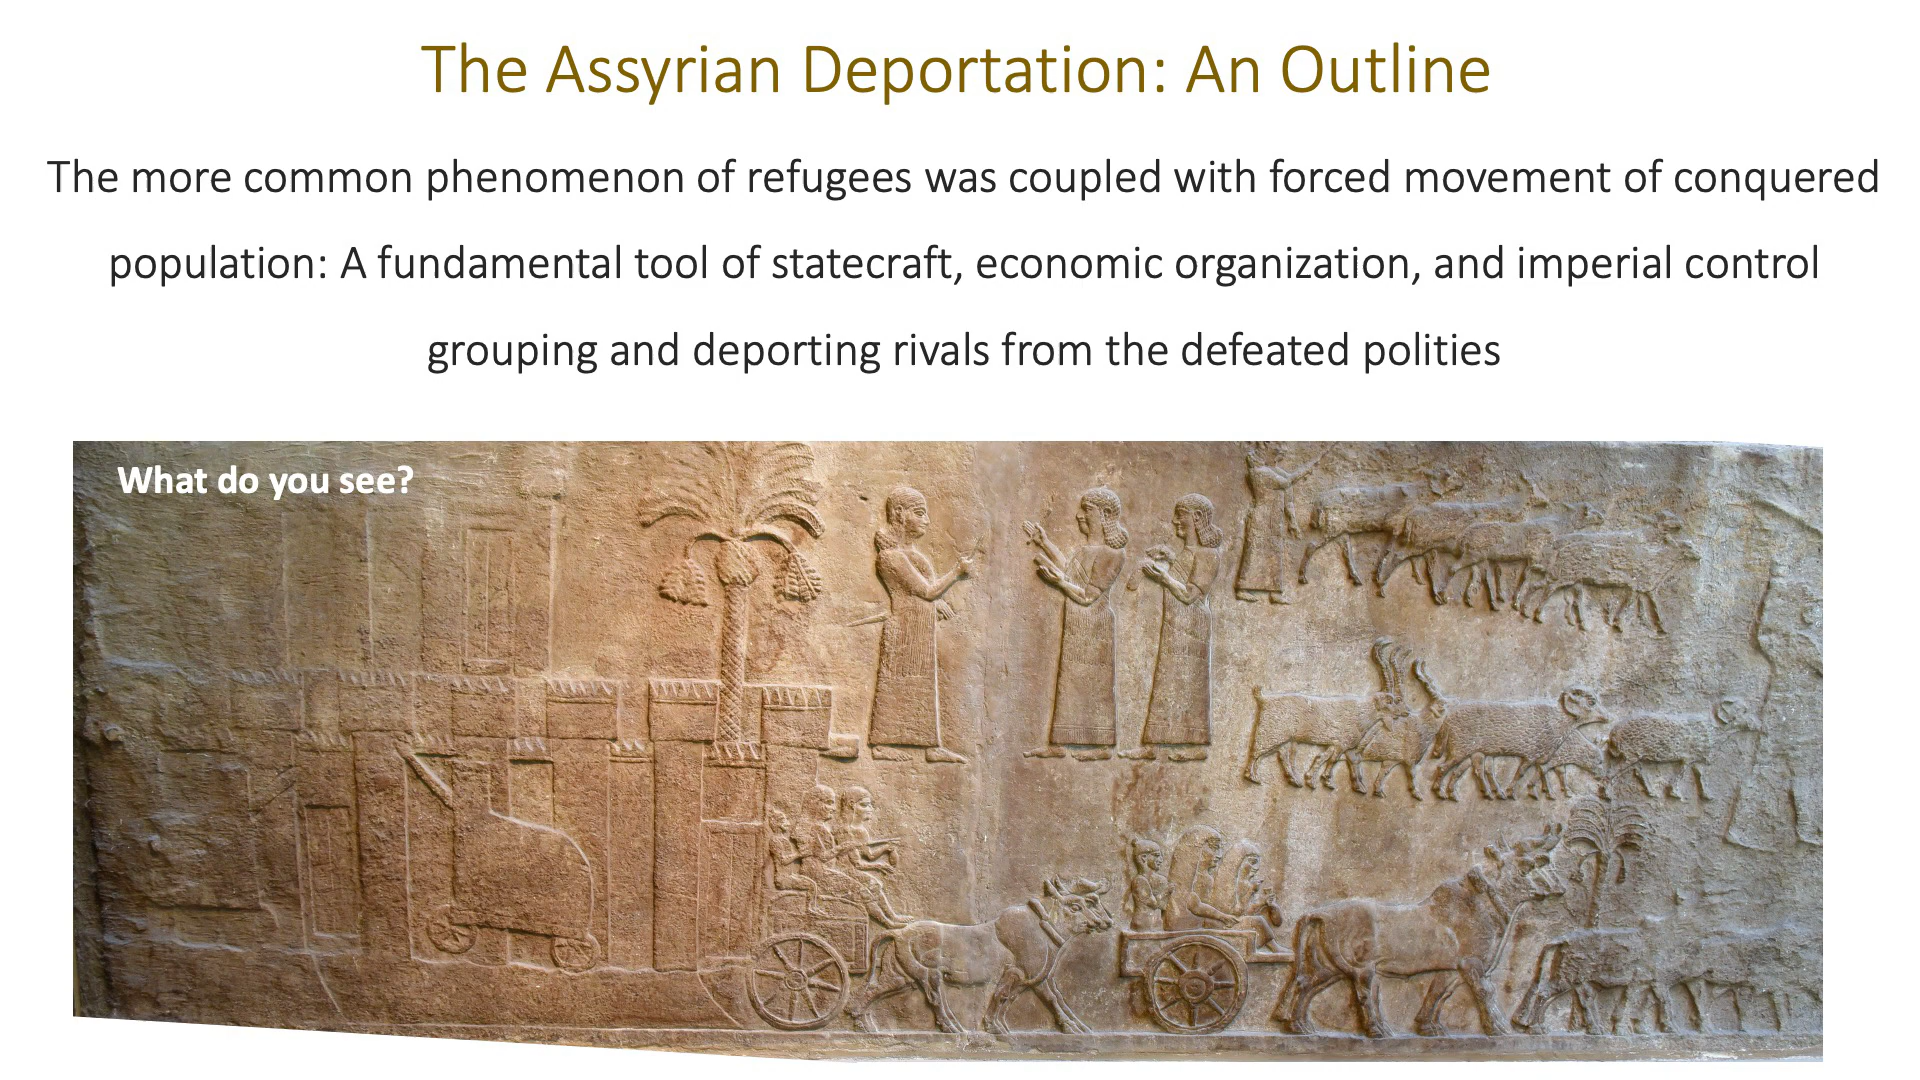 The Assyrian Deportation: An Outline
The more common phenomenon of refugees was coupled with forced movement of conquered
population: A fundamental tool of statecraft, economic organization, and imperial control
grouping and deporting rivals from the defeated polities
What do you see?